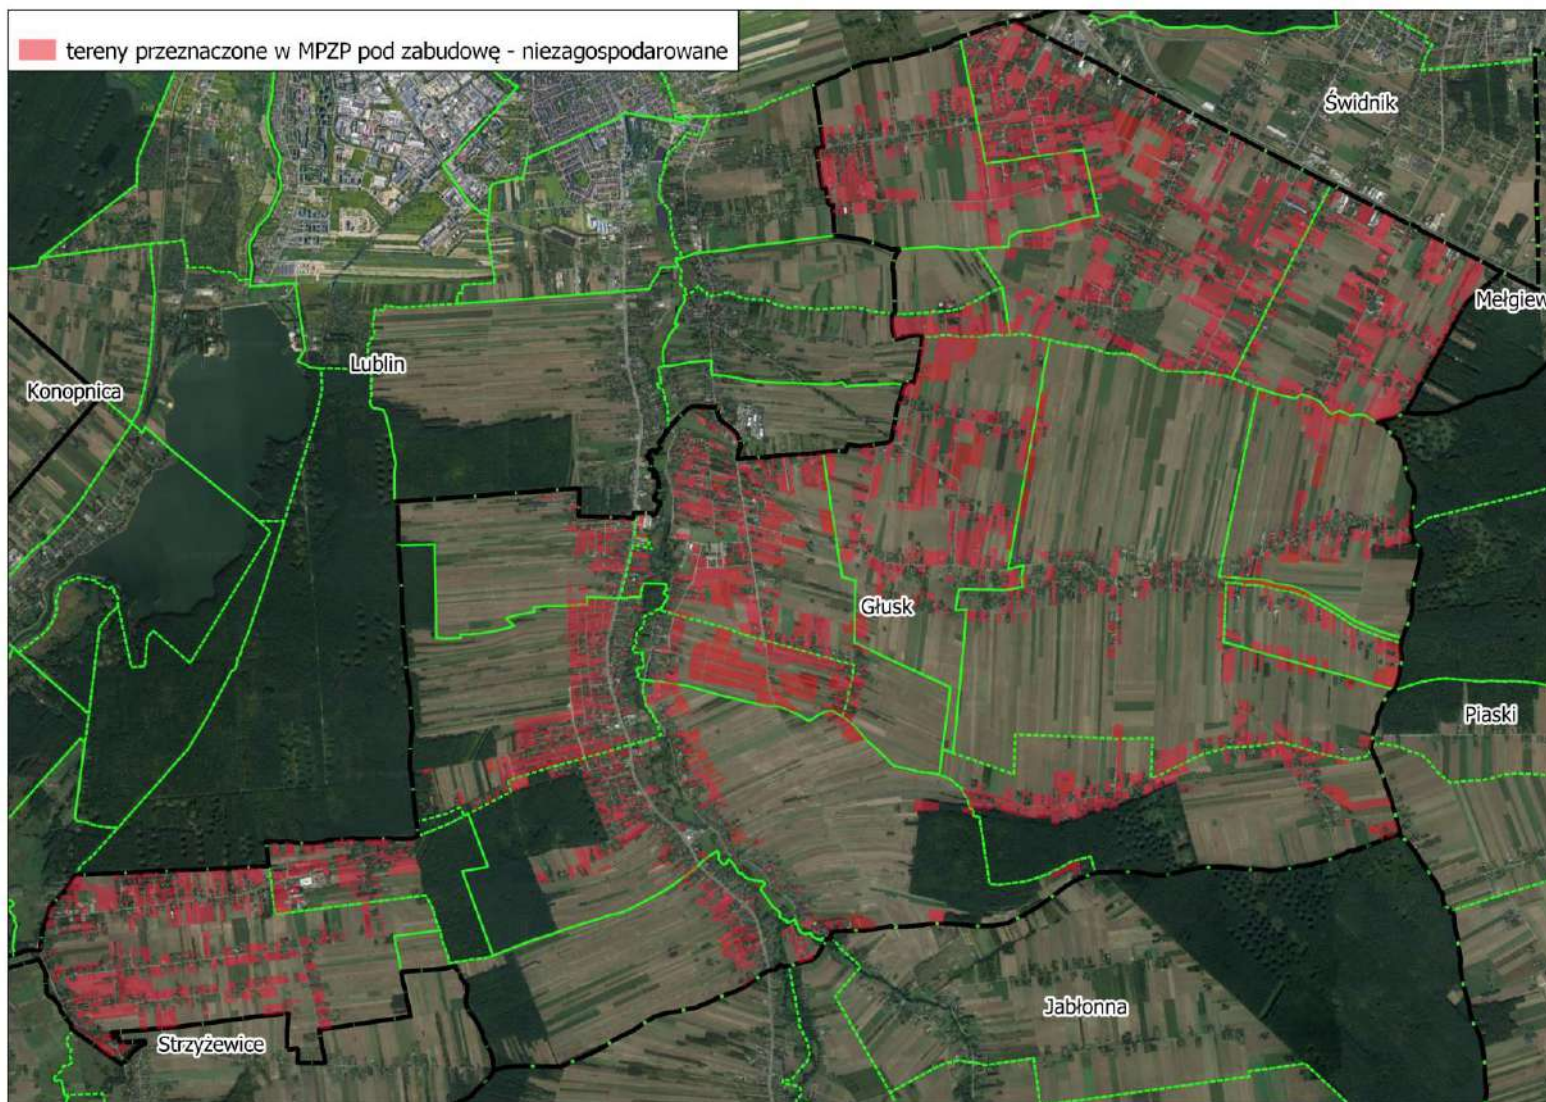 tereny przeznaczone w MPZP pod zabudowę - niezagospodarowane
Świdnik
Mełgiew
Lublin
Konopnica
Głusk
Piaski
Jabłonna
Strzyżewice